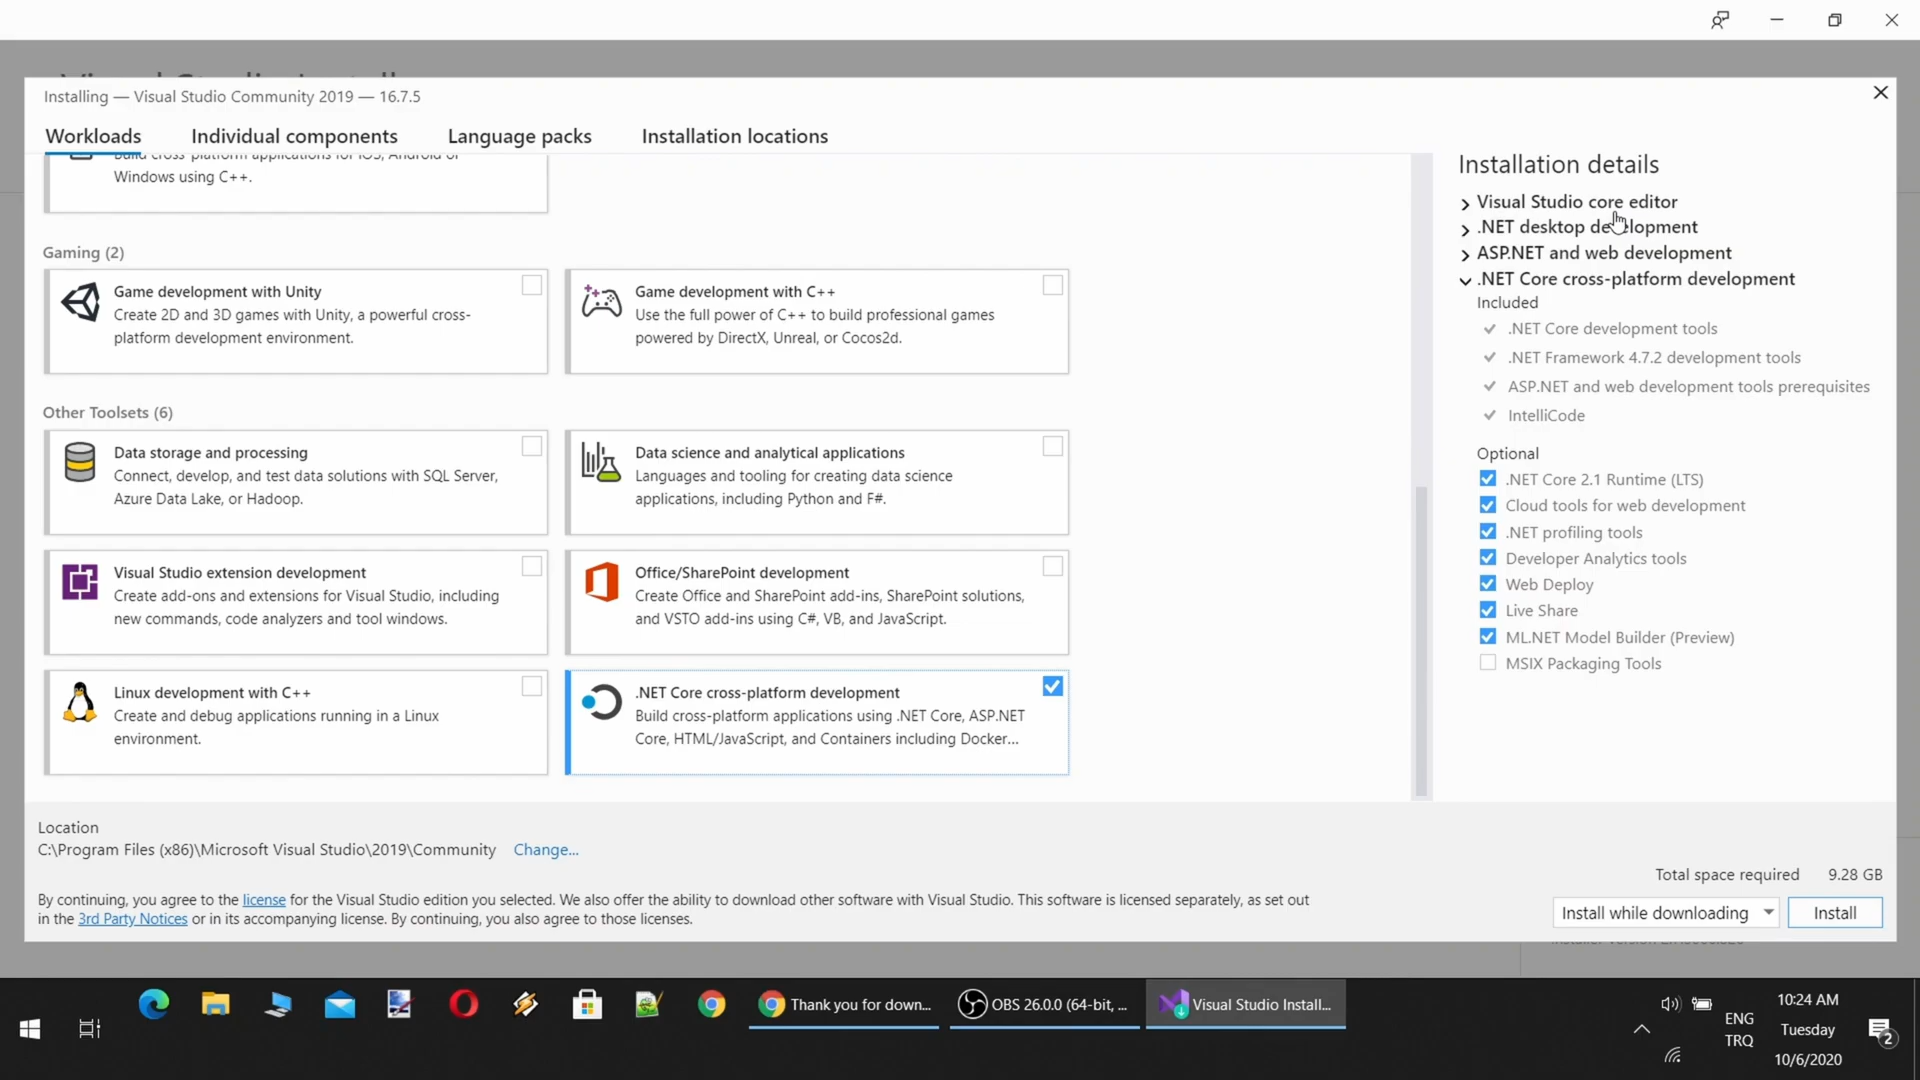 Installing — Visual Studio Community 2019 — 16.7.5
Workloads
Individual components
Language packs
Installation locations
Build cross-platform applications for iOS, Android or
Windows using C++.
Gaming (2)
Game development with Unity
Create 2D and 3D games with Unity, a powerful cross-
platform development environment.
Game development with C++
Use the full power of C++ to build professional games
powered by DirectX, Unreal, or Cocos2d.
Other Toolsets (6)
Data storage and processing
Connect, develop, and test data solutions with SQL Server,
Azure Data Lake, or Hadoop.
Data science and analytical applications
Languages and tooling for creating data science
applications, including Python and F#.
Visual Studio extension development
Create add-ons and extensions for Visual Studio, including
new commands, code analyzers and tool windows.
Office/SharePoint development
Create Office and SharePoint add-ins, SharePoint solutions,
and VSTO add-ins using C#, VB, and JavaScript.
Linux development with C++
Create and debug applications running in a Linux
environment.
.NET Core cross-platform development
Build cross-platform applications using .NET Core, ASP.NET
Core, HTML/JavaScript, and Containers including Docker...
Installation details
Visual Studio core editor
.NET desktop development
ASP.NET and web development
.NET Core cross-platform development
Included
.NET Core development tools
.NET Framework 4.7.2 development tools
ASP.NET and web development tools prerequisites
IntelliCode
Optional
.NET Core 2.1 Runtime (LTS)
Cloud tools for web development
.NET profiling tools
Developer Analytics tools
Web Deploy
Live Share
ML.NET Model Builder (Preview)
MSIX Packaging Tools
Location
C:\Program Files (x86)\Microsoft Visual Studio\2019\Community Change...
By continuing, you agree to the license for the Visual Studio edition you selected. We also offer the ability to download other software with Visual Studio. This software is licensed separately, as set out
in the 3rd Party Notices or in its accompanying license. By continuing, you also agree to those licenses.
Total space required 9.28 GB
Install while downloading
Install
Thank you for down...
OBS 26.0.0 (64-bit, ...
Visual Studio Install...
ENG
TRQ
10:24 AM
Tuesday
10/6/2020
2